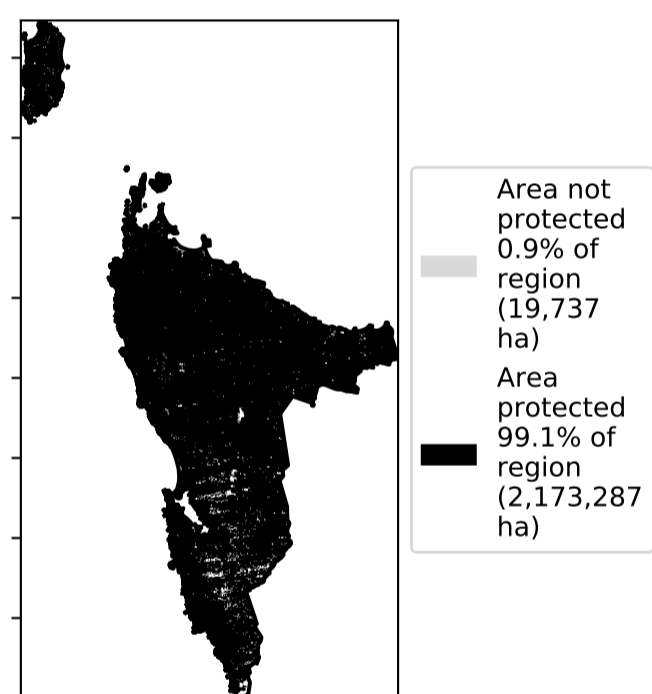 Area not
protected
0.9% of
region
(19,737
ha)
Area
protected
99.1% of
region
(2,173,287
ha)